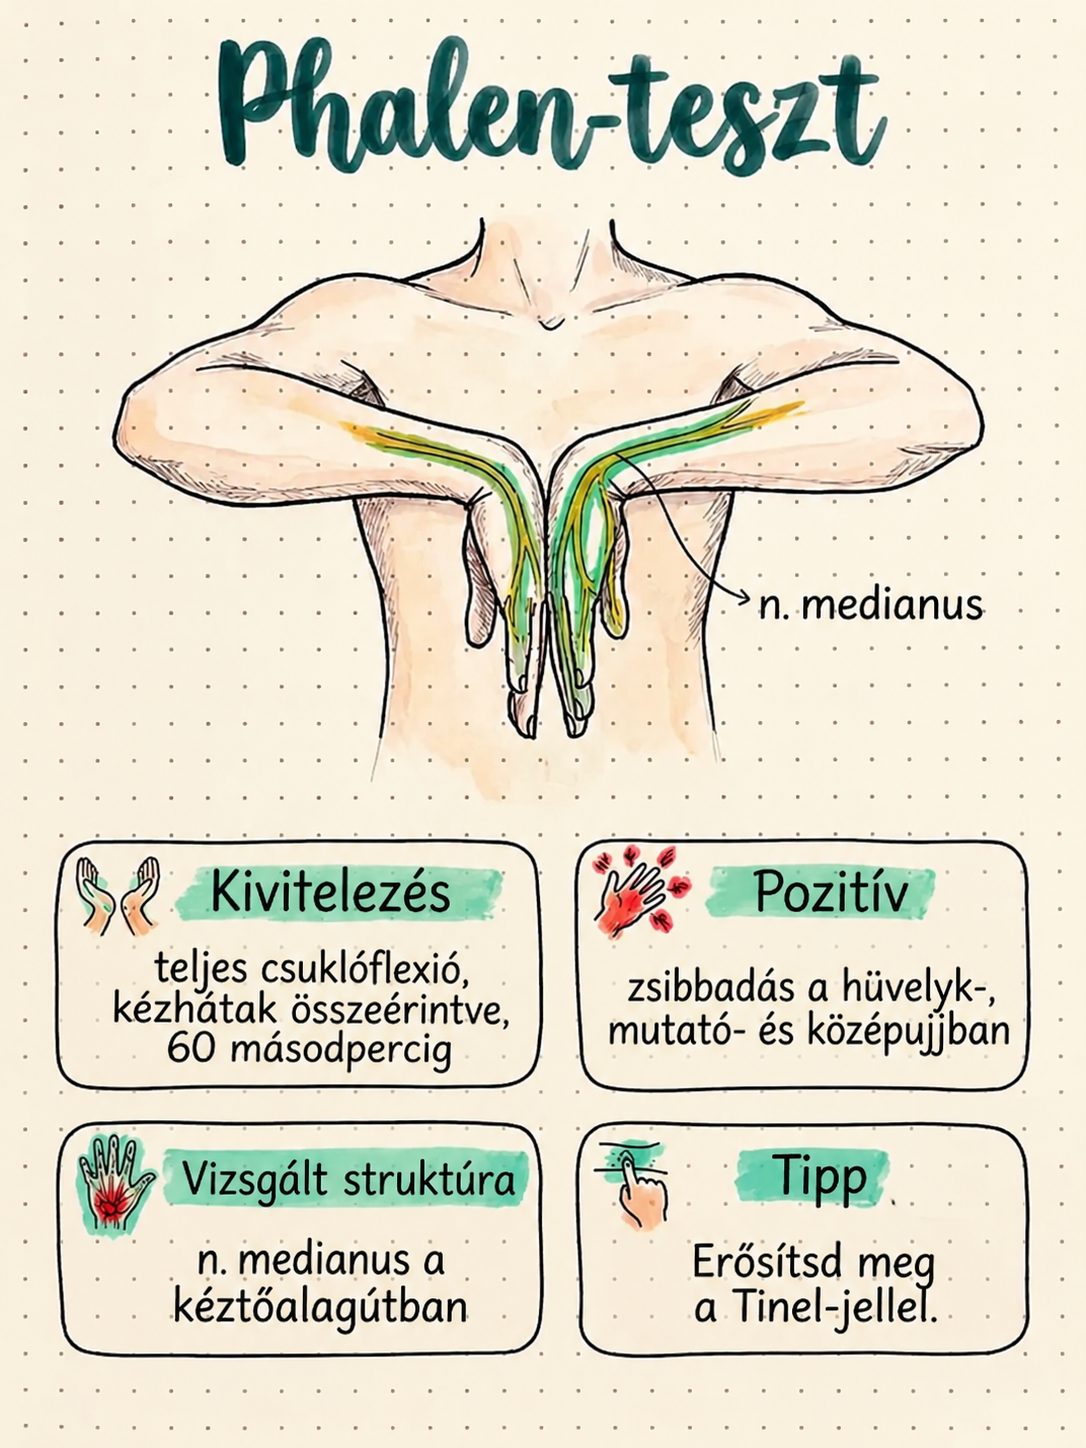 Phalen-teszt
n. medianus
Kivitelezés
teljes csuklóflexió,
kézhátak összeérintve,
60 másodpercig
Pozitív
zsibbadás a hüvelyk-,
mutató- és középujjban
Vizsgált struktúra
n. medianus a
kéztőalagútban
Tipp
Erősítsd meg
a Tinel-jellel.